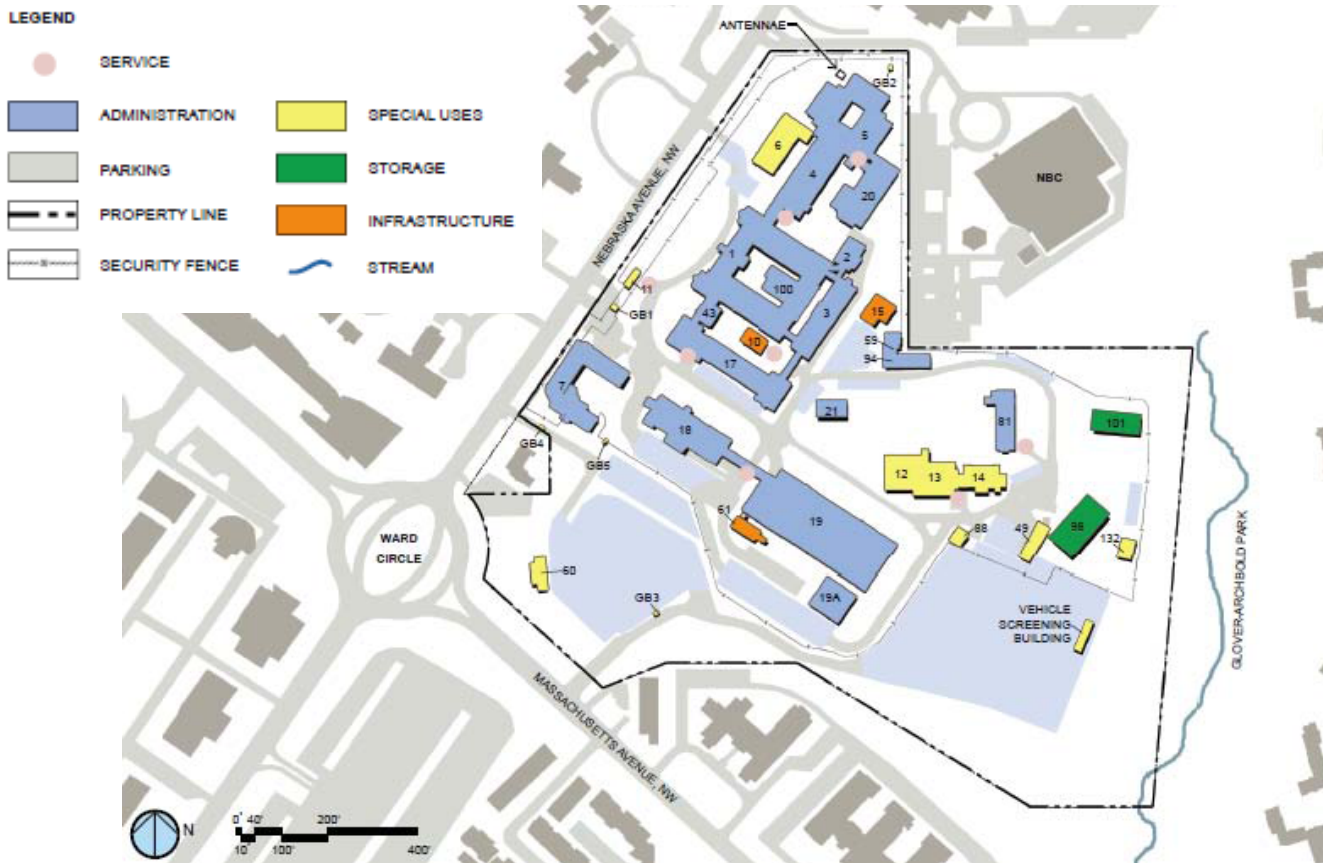 LEGEND
SERVICE
ADMINISTRATION
SPECIAL USES
PARKING
STORAGE
PROPERTY LINE
INFRASTRUCTURE
SECURITY FENCE
STREAM
ANTENNAE
GB2
6
5
4
20
NBC
NEBRASKA AVENUE, NW
1
2
100
11
GB1
43
3
15
10
59
94
17
7
21
81
101
18
GB4
GB5
12
13
14
61
19
88
49
98
132
WARD
CIRCLE
60
GB3
19A
VEHICLE
SCREENING
BUILDING
GLOVER-ARCHBOLD PARK
MASSACHUSETTS AVENUE, NW
N
0' 40' 200'
10' 100' 400'